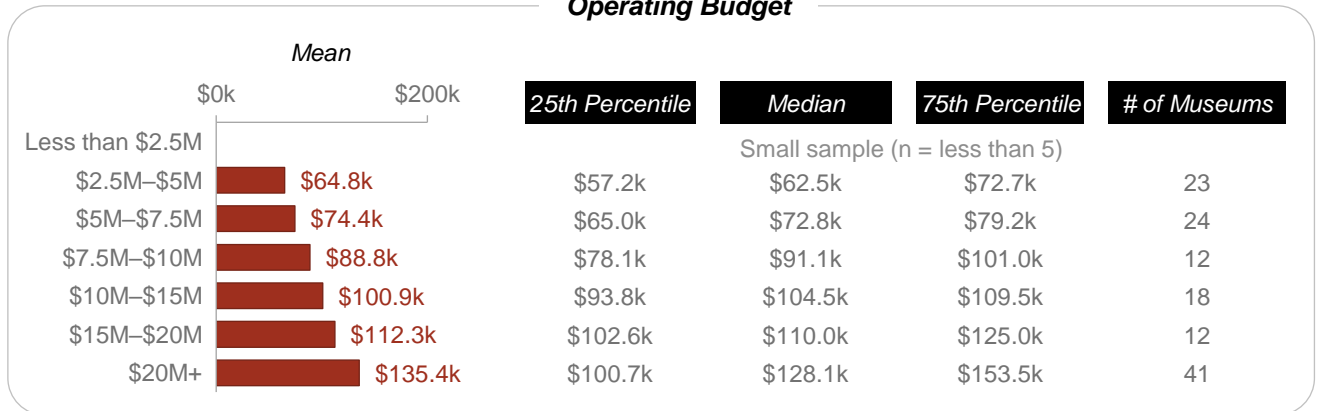 Operating Budget
Mean
$0k $200k 25th Percentile Median 75th Percentile # of Museums
Less than $2.5M Small sample (n = less than 5)
$2.5M–$5M $64.8k $57.2k $62.5k $72.7k 23
$5M–$7.5M $74.4k $65.0k $72.8k $79.2k 24
$7.5M–$10M $88.8k $78.1k $91.1k $101.0k 12
$10M–$15M $100.9k $93.8k $104.5k $109.5k 18
$15M–$20M $112.3k $102.6k $110.0k $125.0k 12
$20M+ $135.4k $100.7k $128.1k $153.5k 41